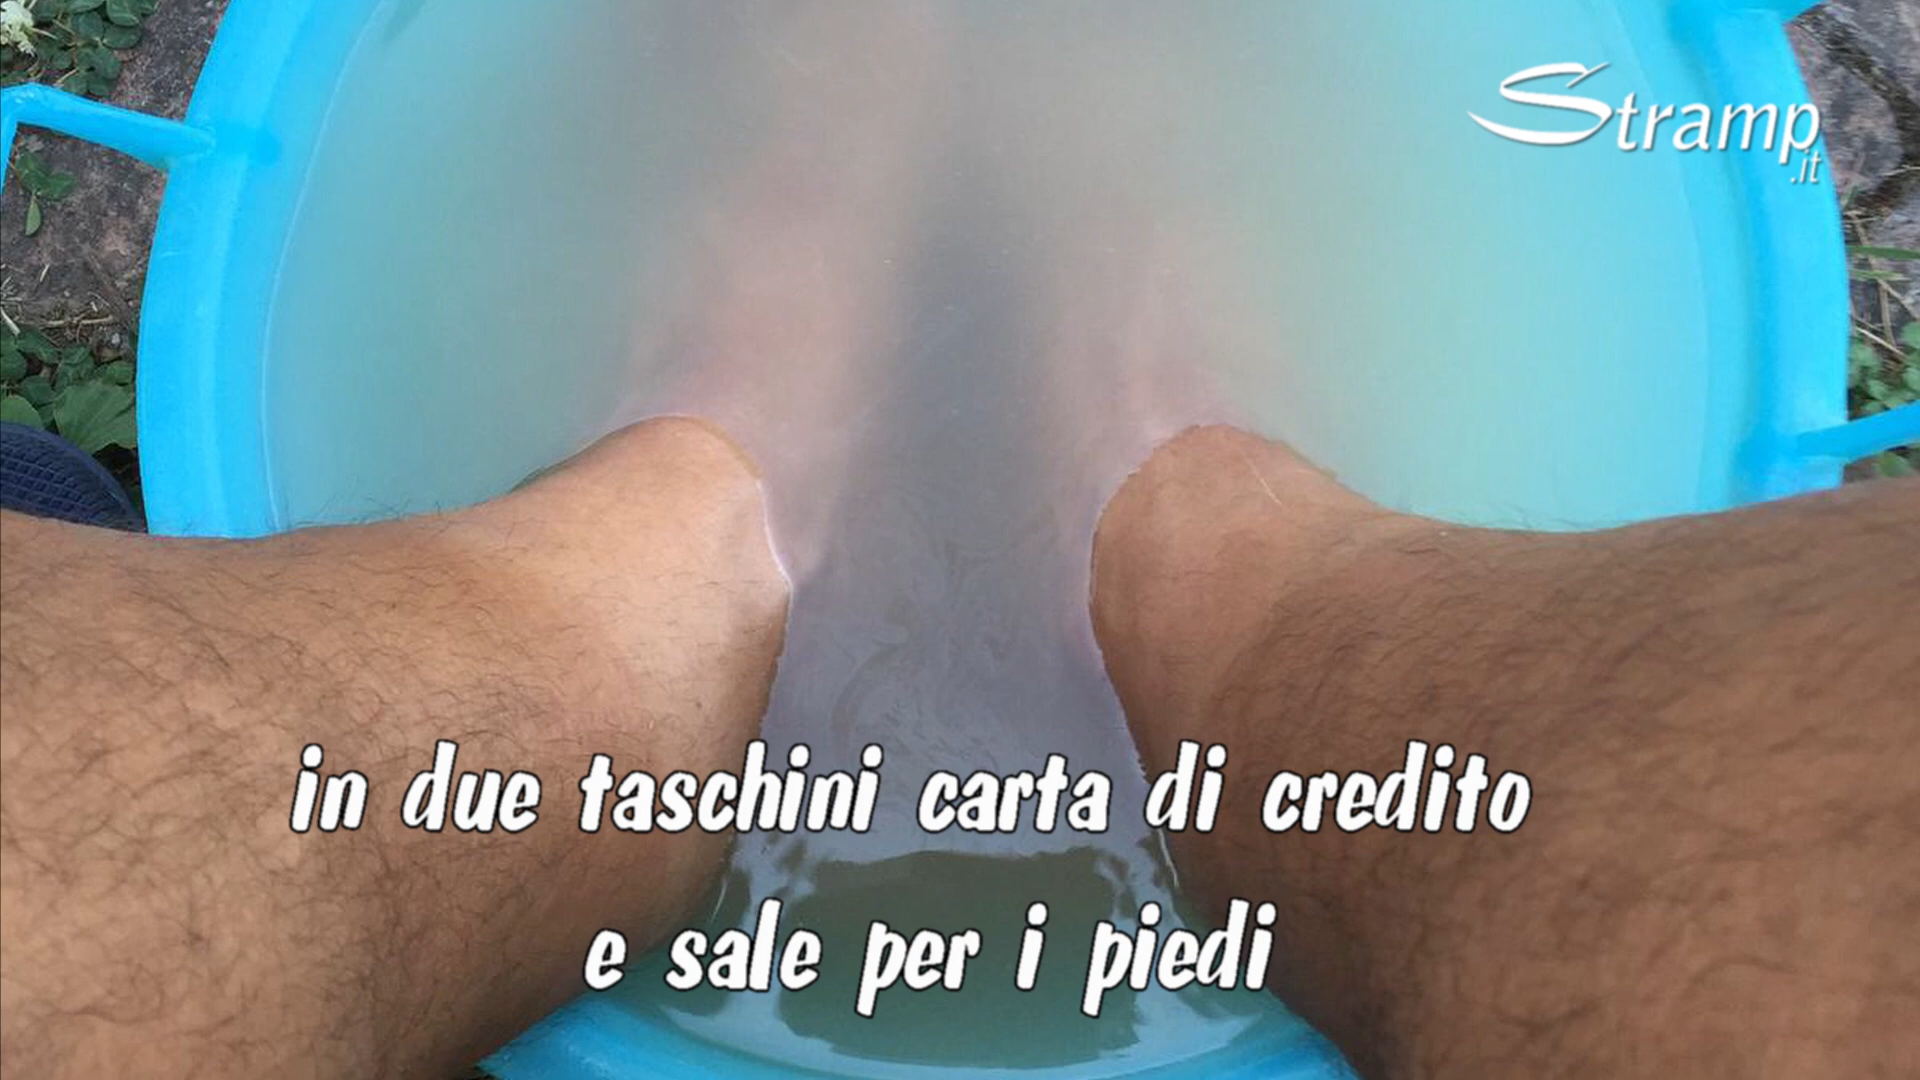 Stramp
.it
in due taschini carta di credito
e sale per i piedi